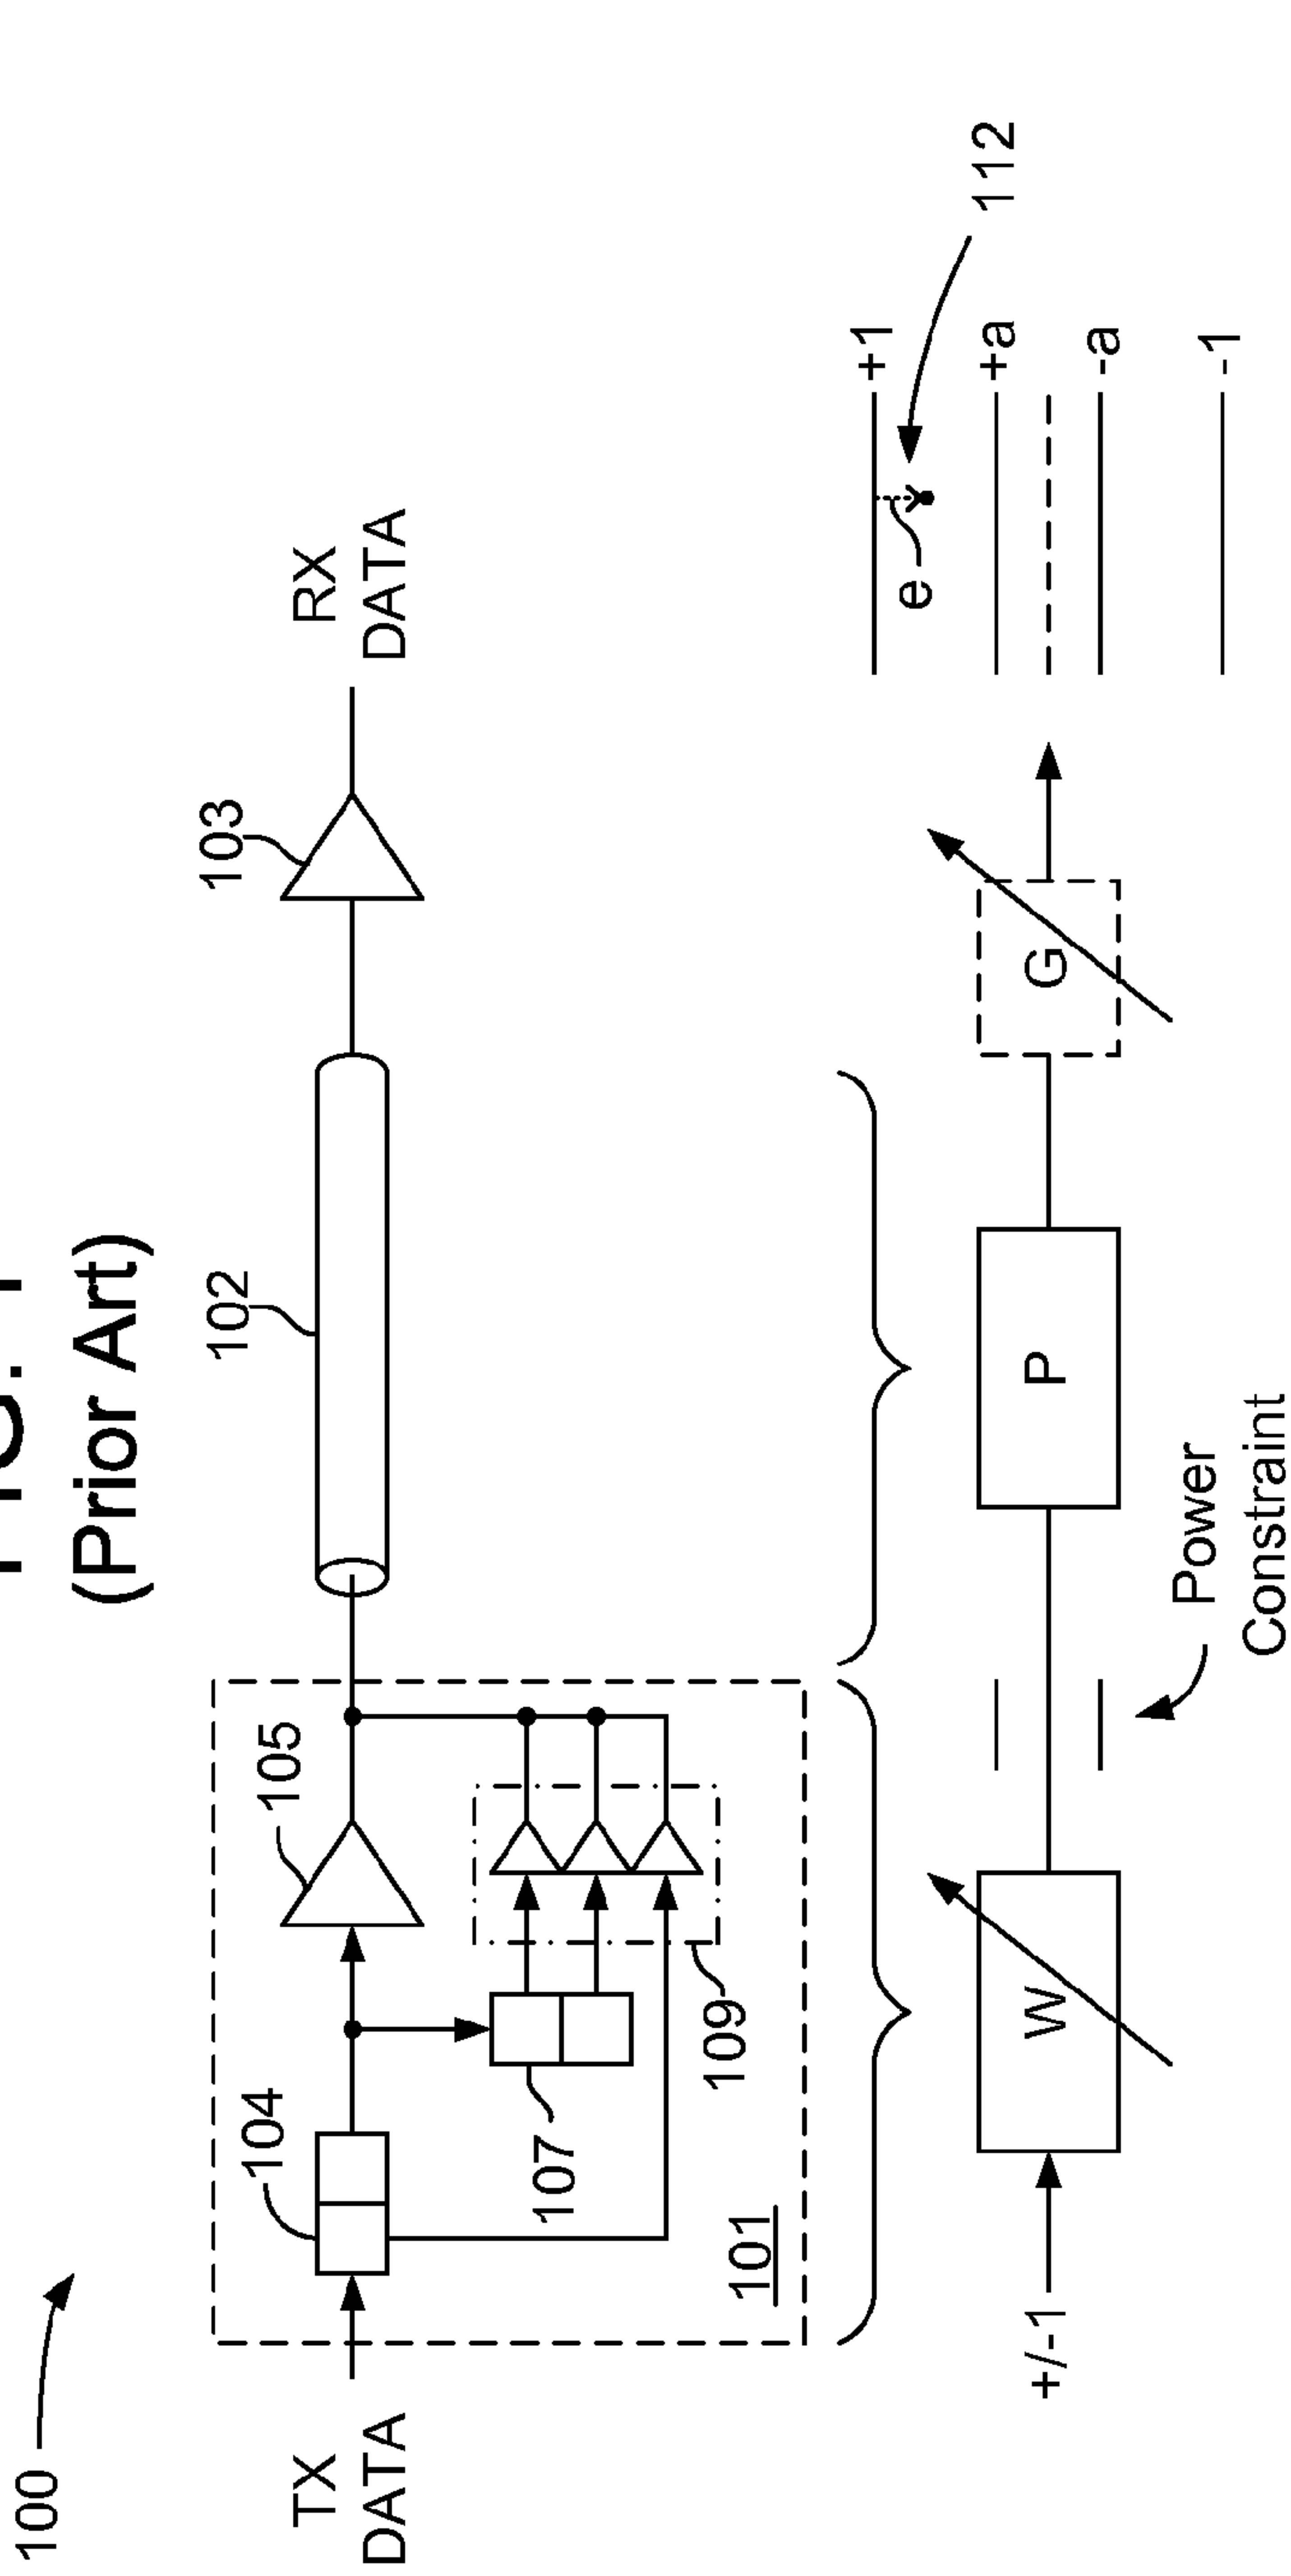 (Prior Art)
100
TX
DATA
104
105
107
109
101
102
103
RX
DATA
+/-1
W
Power
Constraint
P
G
e
+1
+a
-a
-1
112